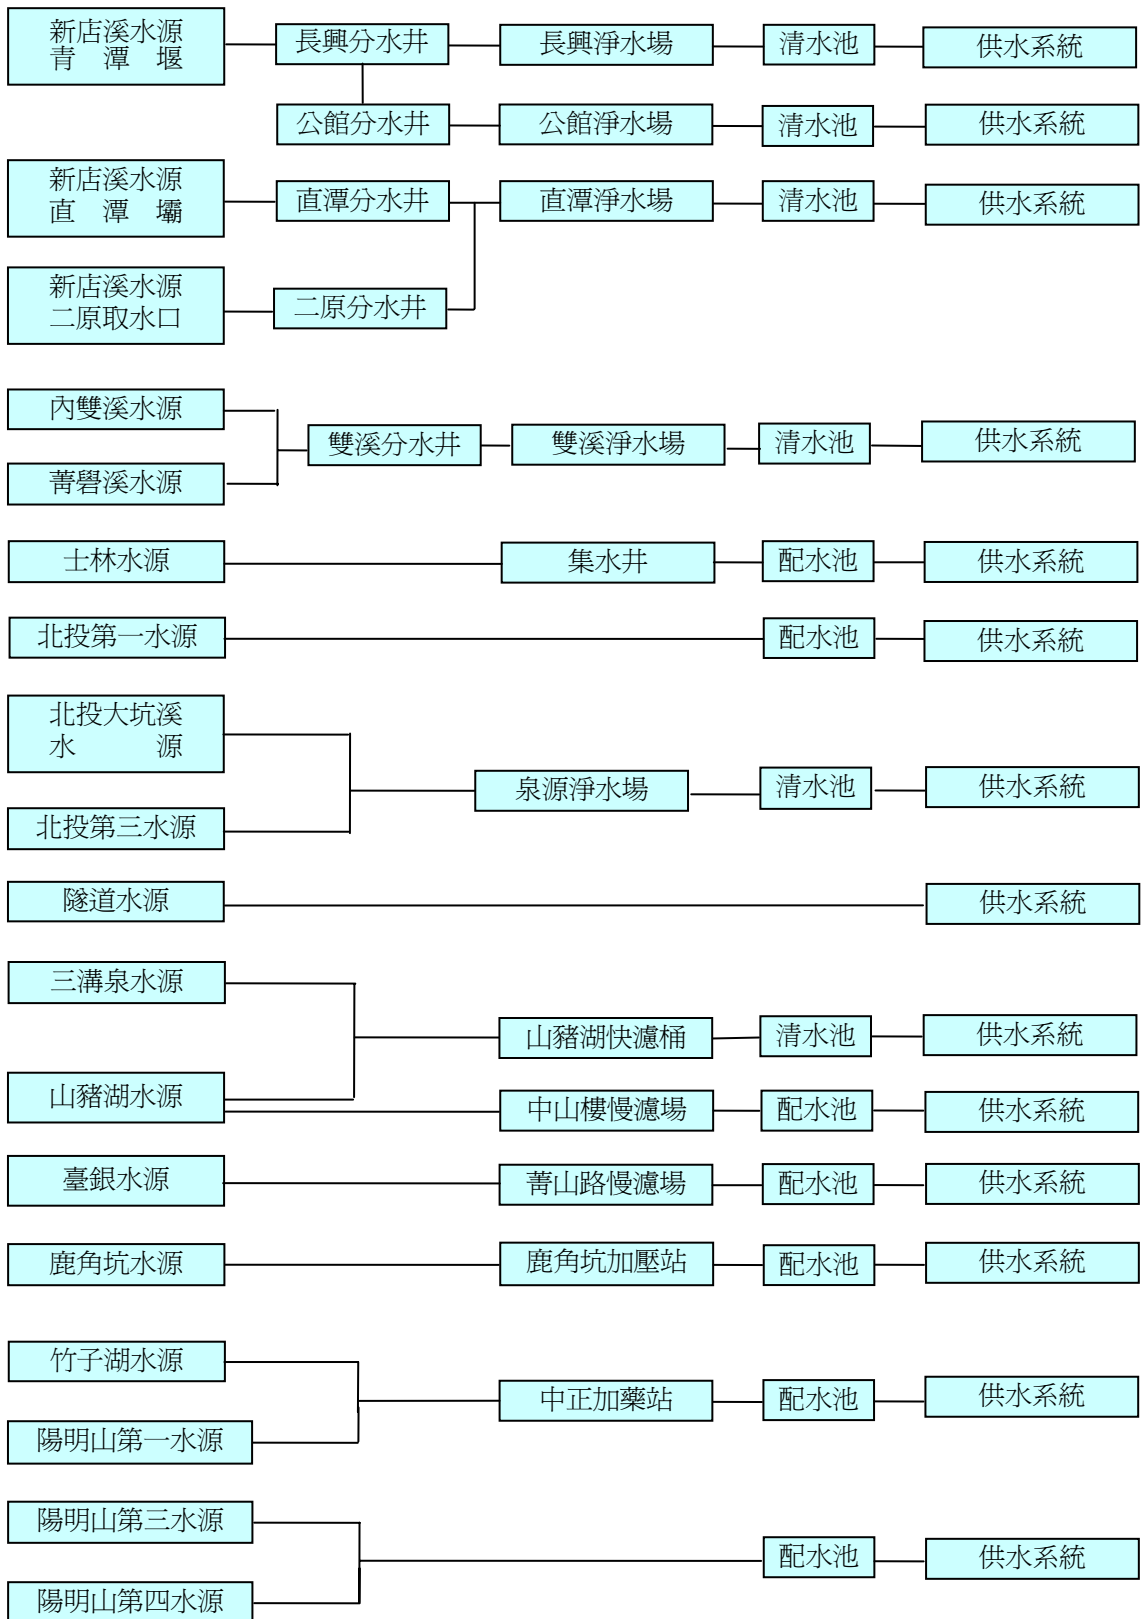 新店溪水源
青潭堰
長興分水井
長興淨水場
清水池
供水系統
公館分水井
公館淨水場
清水池
供水系統
新店溪水源
直潭壩
直潭分水井
直潭淨水場
清水池
供水系統
新店溪水源
二原取水口
二原分水井
內雙溪水源
菁礐溪水源
雙溪分水井
雙溪淨水場
清水池
供水系統
士林水源
集水井
配水池
供水系統
北投第一水源
配水池
供水系統
北投大坑溪
水源
北投第三水源
泉源淨水場
清水池
供水系統
隧道水源
供水系統
三溝泉水源
山豬湖水源
山豬湖快濾桶
清水池
供水系統
中山樓慢濾場
配水池
供水系統
臺銀水源
菁山路慢濾場
配水池
供水系統
鹿角坑水源
鹿角坑加壓站
配水池
供水系統
竹子湖水源
陽明山第一水源
中正加藥站
配水池
供水系統
陽明山第三水源
陽明山第四水源
配水池
供水系統